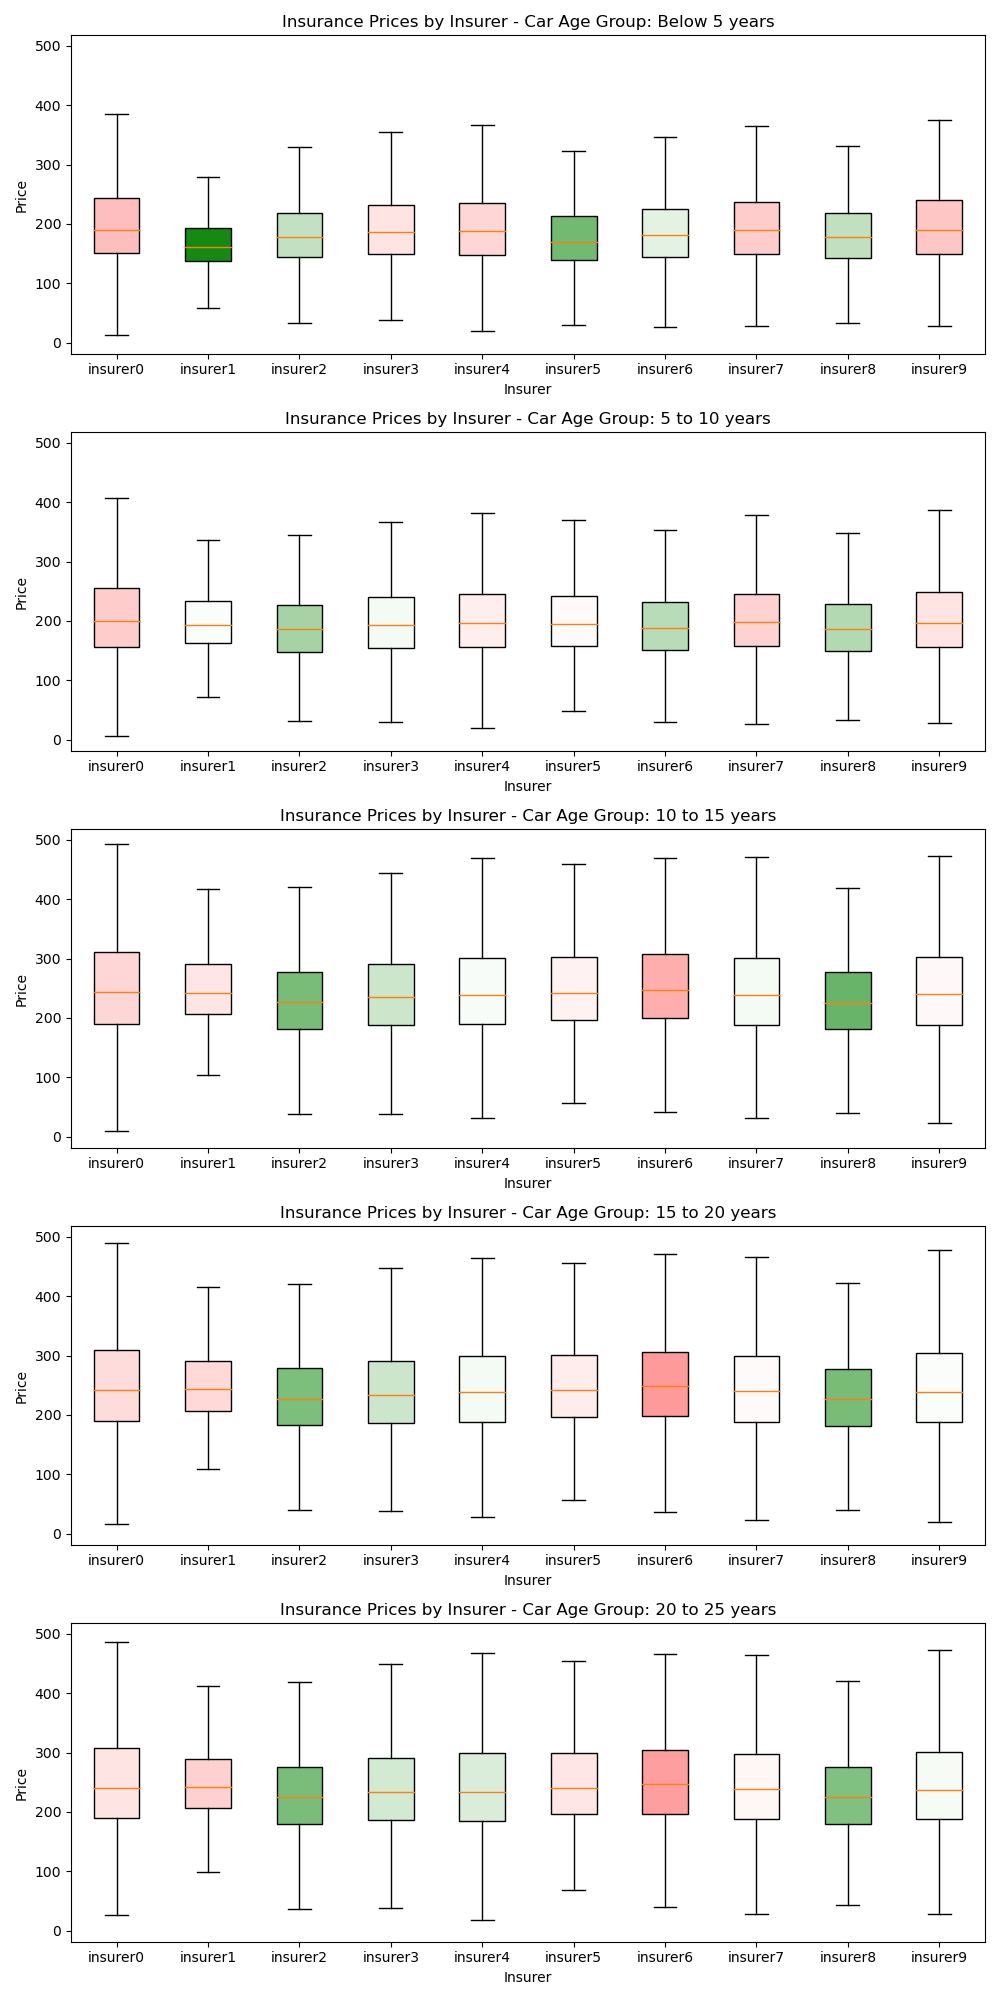 Insurance Prices by Insurer - Car Age Group: Below 5 years
500
400
300
200
100
0
Price
insurer0 insurer1 insurer2 insurer3 insurer4 insurer5 insurer6 insurer7 insurer8 insurer9
Insurer
Insurance Prices by Insurer - Car Age Group: 5 to 10 years
500
400
300
200
100
0
Price
insurer0 insurer1 insurer2 insurer3 insurer4 insurer5 insurer6 insurer7 insurer8 insurer9
Insurer
Insurance Prices by Insurer - Car Age Group: 10 to 15 years
500
400
300
200
100
0
Price
insurer0 insurer1 insurer2 insurer3 insurer4 insurer5 insurer6 insurer7 insurer8 insurer9
Insurer
Insurance Prices by Insurer - Car Age Group: 15 to 20 years
500
400
300
200
100
0
Price
insurer0 insurer1 insurer2 insurer3 insurer4 insurer5 insurer6 insurer7 insurer8 insurer9
Insurer
Insurance Prices by Insurer - Car Age Group: 20 to 25 years
500
400
300
200
100
0
Price
insurer0 insurer1 insurer2 insurer3 insurer4 insurer5 insurer6 insurer7 insurer8 insurer9
Insurer